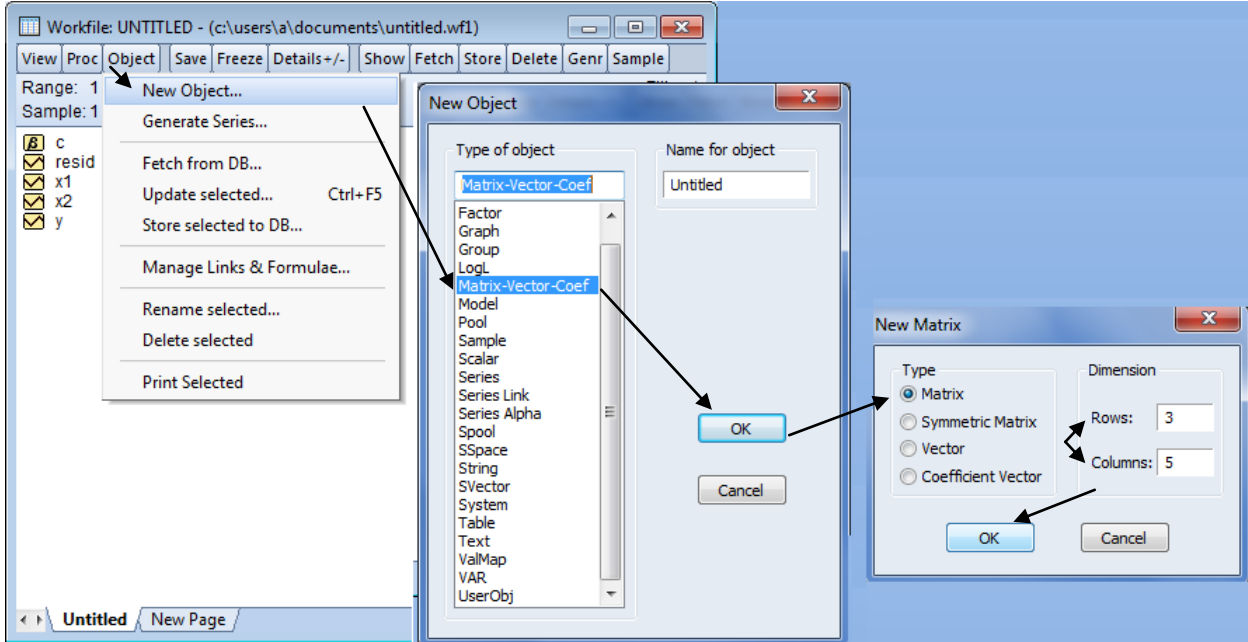 Workfile: UNTITLED - (c:\users\a\documents\untitled.wf1)
View Proc Object Save Freeze Details+/- Show Fetch Store Delete Genr Sample
Range: 1
Sample: 1
β c
resid
x1
x2
y
New Object...
Generate Series...
Fetch from DB...
Update selected... Ctrl+F5
Store selected to DB...
Manage Links & Formulae...
Rename selected...
Delete selected
Print Selected
Untitled New Page
New Object
Type of object
Matrix-Vector-Coef
Factor
Graph
Group
LogL
Matrix-Vector-Coef
Model
Pool
Sample
Scalar
Series
Series Link
Series Alpha
Spool
SSpace
String
SVector
System
Table
Text
ValMap
VAR
UserObj
Name for object
Untitled
OK
Cancel
New Matrix
Type
Matrix
Symmetric Matrix
Vector
Coefficient Vector
Dimension
Rows: 3
Columns: 5
OK
Cancel